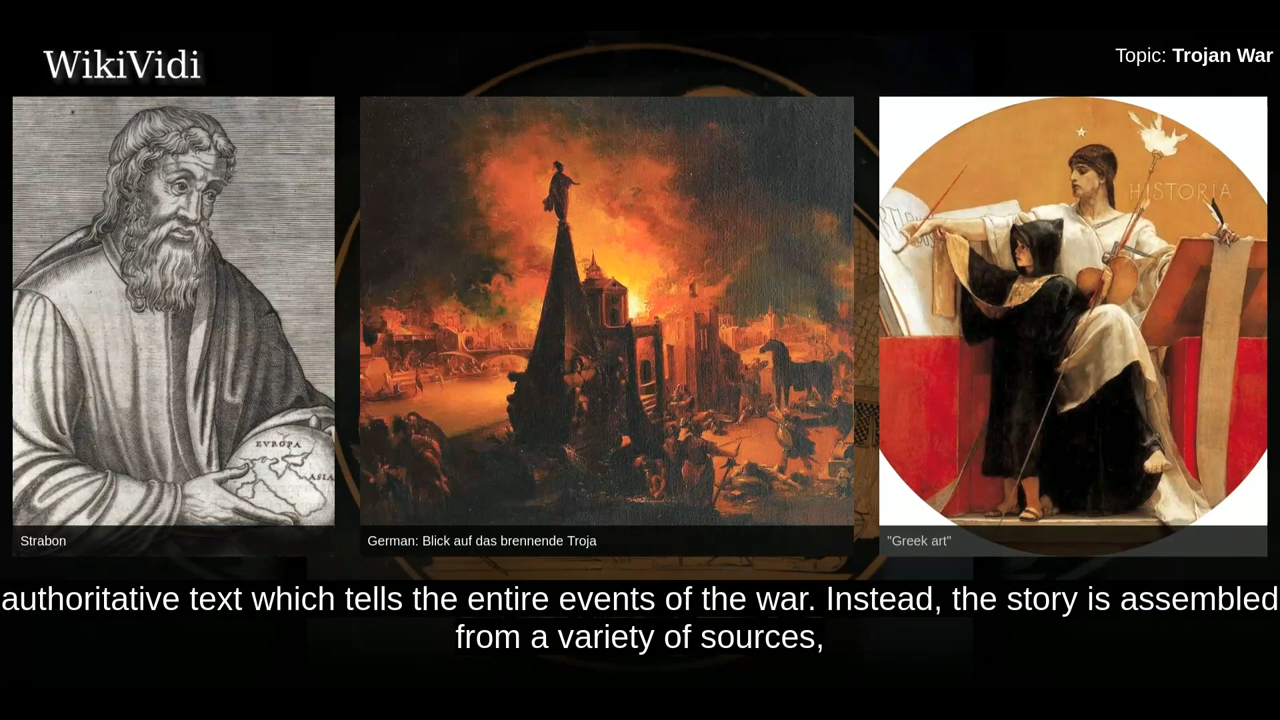 WikiVidi
Topic: Trojan War
EVROPA
ASIA
HISTORIA
Strabon
German: Blick auf das brennende Troja
"Greek art"
authoritative text which tells the entire events of the war. Instead, the story is assembled
from a variety of sources,